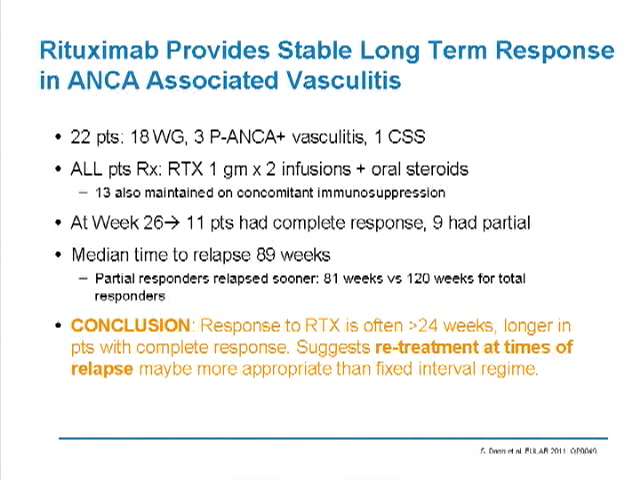 Rituximab Provides Stable Long Term Response
in ANCA Associated Vasculitis
• 22 pts: 18 WG, 3 P-ANCA+ vasculitis, 1 CSS
• ALL pts Rx: RTX 1 gm x 2 infusions + oral steroids
– 13 also maintained on concomitant immunosuppression
• At Week 26→ 11 pts had complete response, 9 had partial
• Median time to relapse 89 weeks
– Partial responders relapsed sooner: 81 weeks vs 120 weeks for total
responders
• CONCLUSION: Response to RTX is often >24 weeks, longer in
pts with complete response. Suggests re-treatment at times of
relapse maybe more appropriate than fixed interval regime.
et al. EULAR 2011.